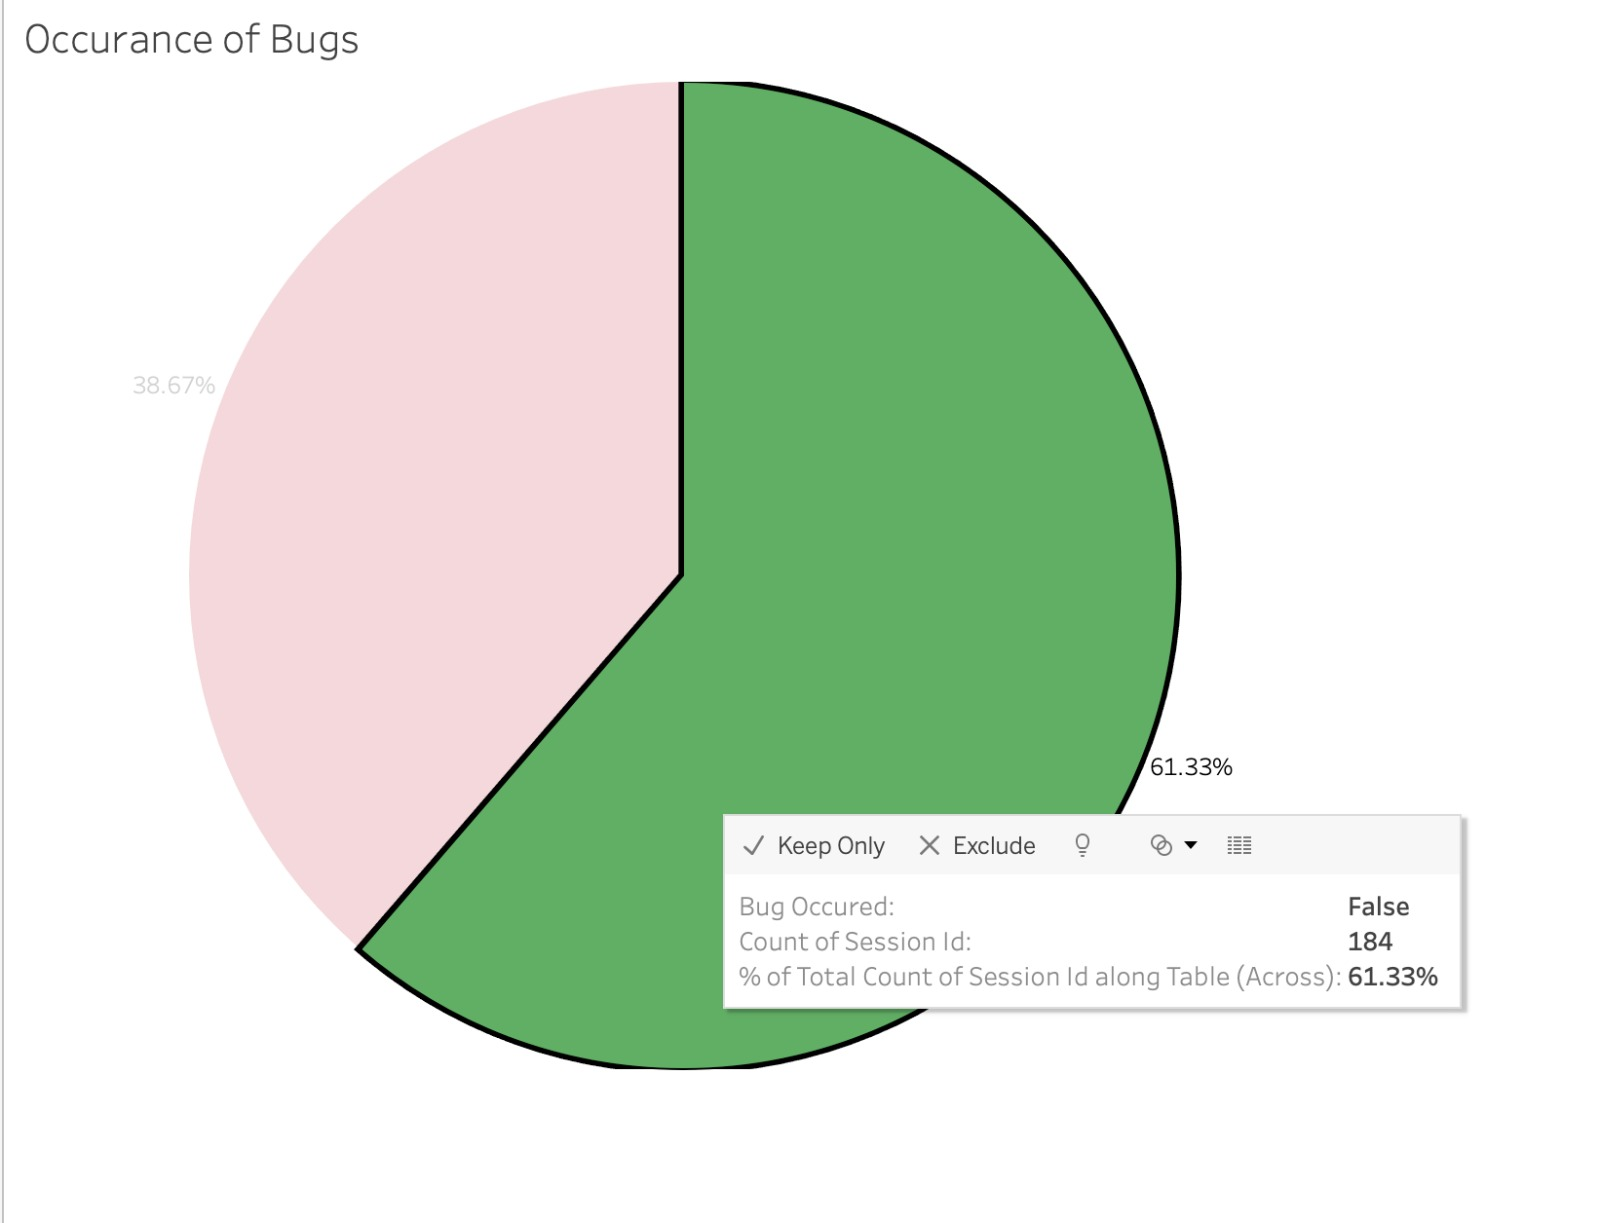 Occurance of Bugs
38.67%
61.33%
Keep Only Exclude
Bug Occured: False
Count of Session Id: 184
% of Total Count of Session Id along Table (Across): 61.33%